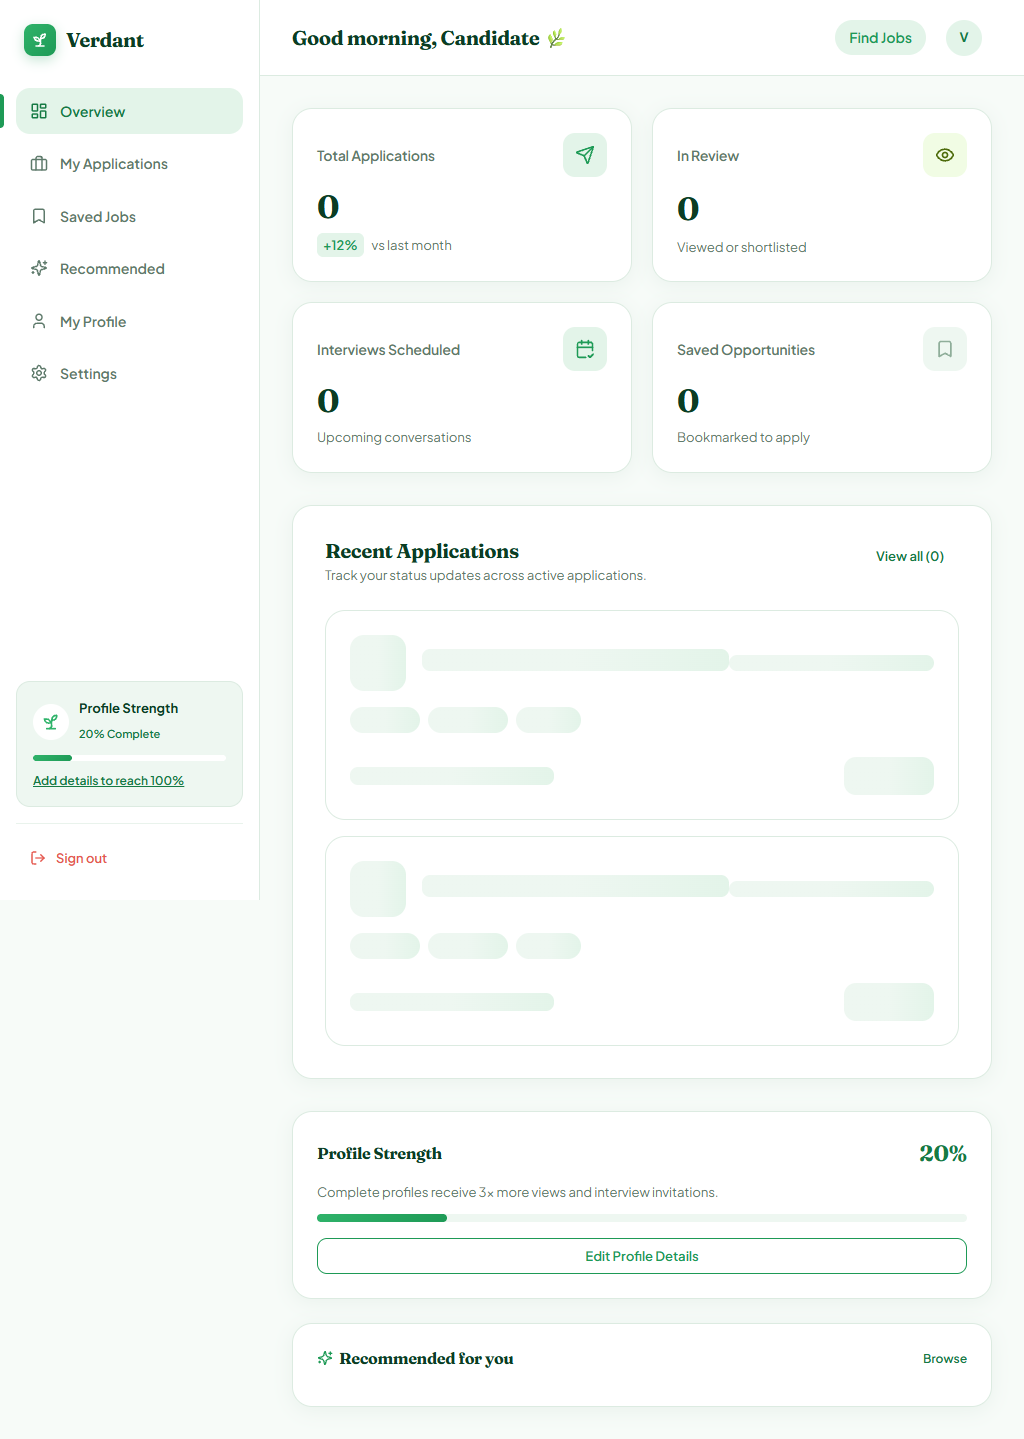 Verdant
Overview
My Applications
Saved Jobs
Recommended
My Profile
Settings
Profile Strength
20% Complete
Add details to reach 100%
Sign out
Good morning, Candidate 🌿
Find Jobs
V
Total Applications
0
+12% vs last month
In Review
0
Viewed or shortlisted
Interviews Scheduled
0
Upcoming conversations
Saved Opportunities
0
Bookmarked to apply
Recent Applications
View all (0)
Track your status updates across active applications.
Profile Strength
20%
Complete profiles receive 3x more views and interview invitations.
Edit Profile Details
Recommended for you
Browse